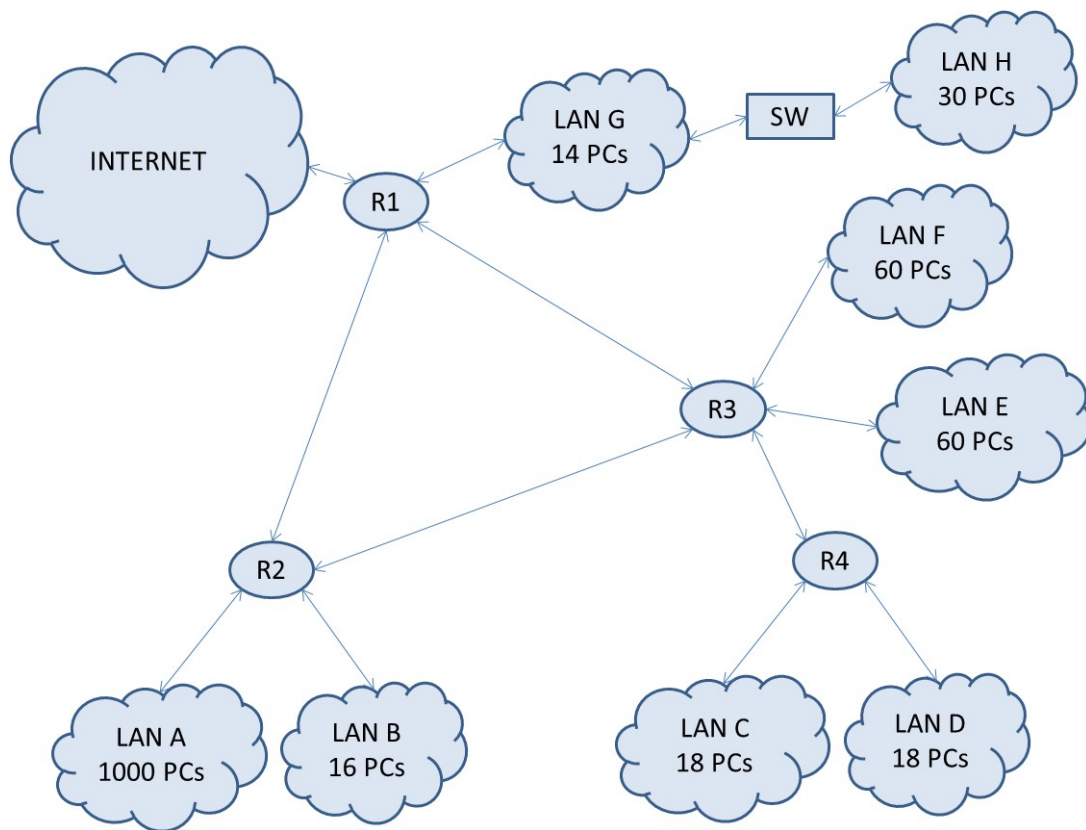 LAN H
30 PCs
SW
LAN G
14 PCs
INTERNET
R1
LAN F
60 PCs
R3
LAN E
60 PCs
R2
R4
LAN A
1000 PCs
LAN B
16 PCs
LAN C
18 PCs
LAN D
18 PCs